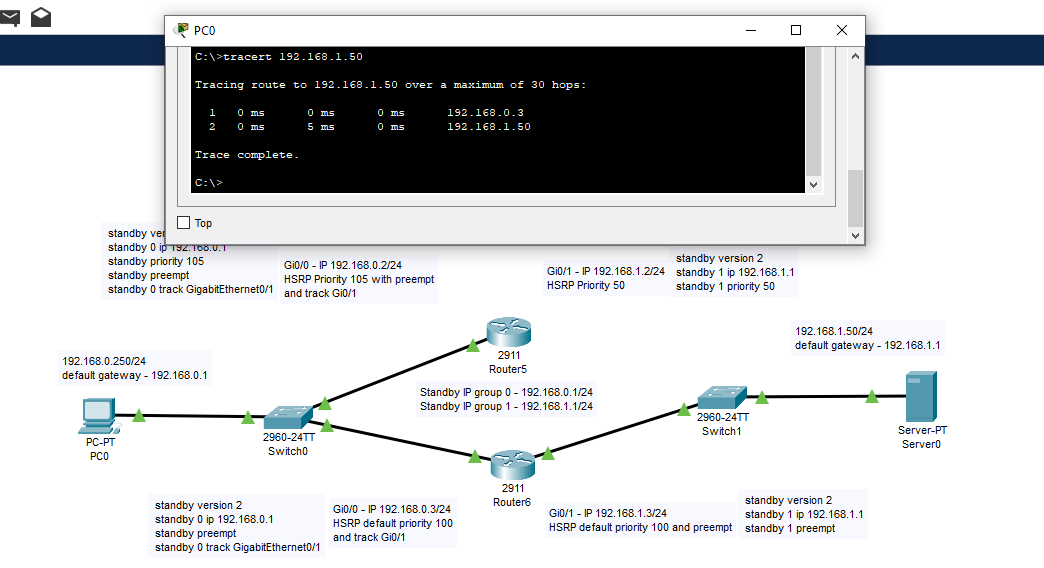 PC0
C:\>tracert 192.168.1.50
Tracing route to 192.168.1.50 over a maximum of 30 hops:
1 0 ms 0 ms 0 ms 192.168.0.3
2 0 ms 5 ms 0 ms 192.168.1.50
Trace complete.
C:\>
Top
standby
standby 0 ip 192.168.0.1
standby priority 105
standby preempt
standby 0 track GigabitEthernet0/1
Gi0/0 - IP 192.168.0.2/24
HSRP Priority 105 with preempt
and track Gi0/1
Gi0/1 - IP 192.168.1.2/24
HSRP Priority 50
standby version 2
standby 1 ip 192.168.1.1
standby 1 priority 50
192.168.0.250/24
default gateway - 192.168.0.1
192.168.1.50/24
default gateway - 192.168.1.1
2911
Router5
Standby IP group 0 - 192.168.0.1/24
Standby IP group 1 - 192.168.1.1/24
PC-PT
PC0
2960-24TT
Switch0
2960-24TT
Switch1
Server-PT
Server0
2911
Router6
standby version 2
standby 0 ip 192.168.0.1
standby preempt
standby 0 track GigabitEthernet0/1
Gi0/0 - IP 192.168.0.3/24
HSRP default priority 100
and track Gi0/1
Gi0/1 - IP 192.168.1.3/24
HSRP default priority 100 and preempt
standby version 2
standby 1 ip 192.168.1.1
standby 1 preempt